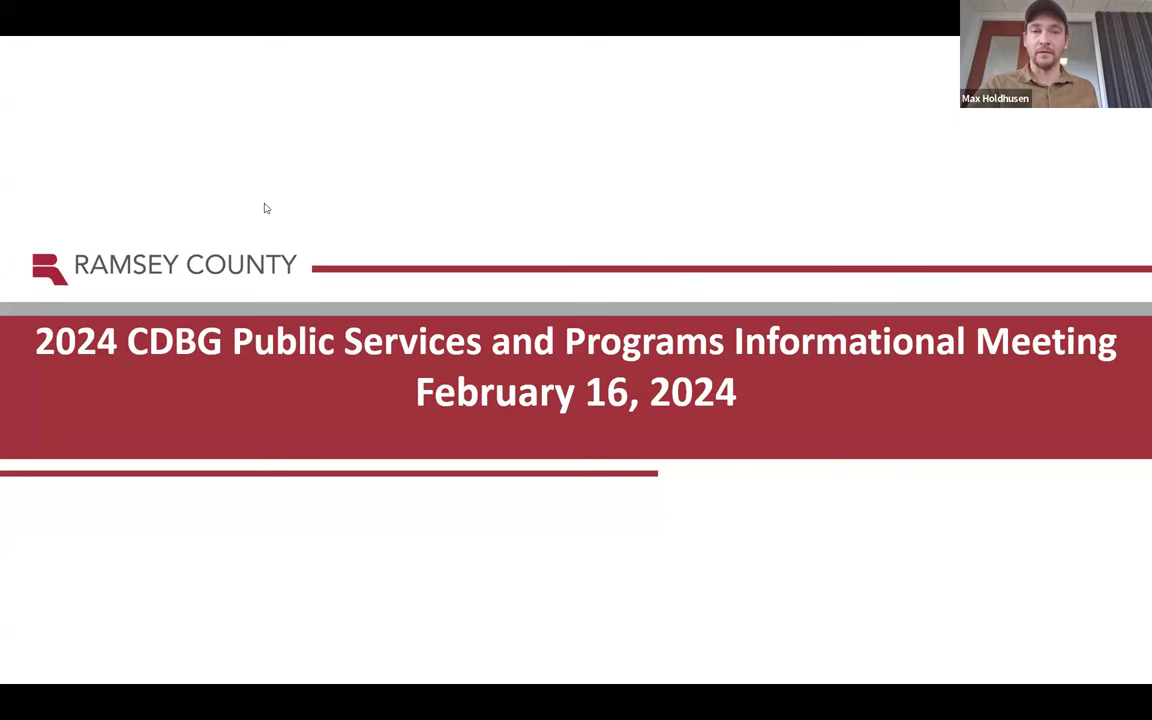 Max Holdhusen
RAMSEY COUNTY
2024 CDBG Public Services and Programs Informational Meeting
February 16, 2024